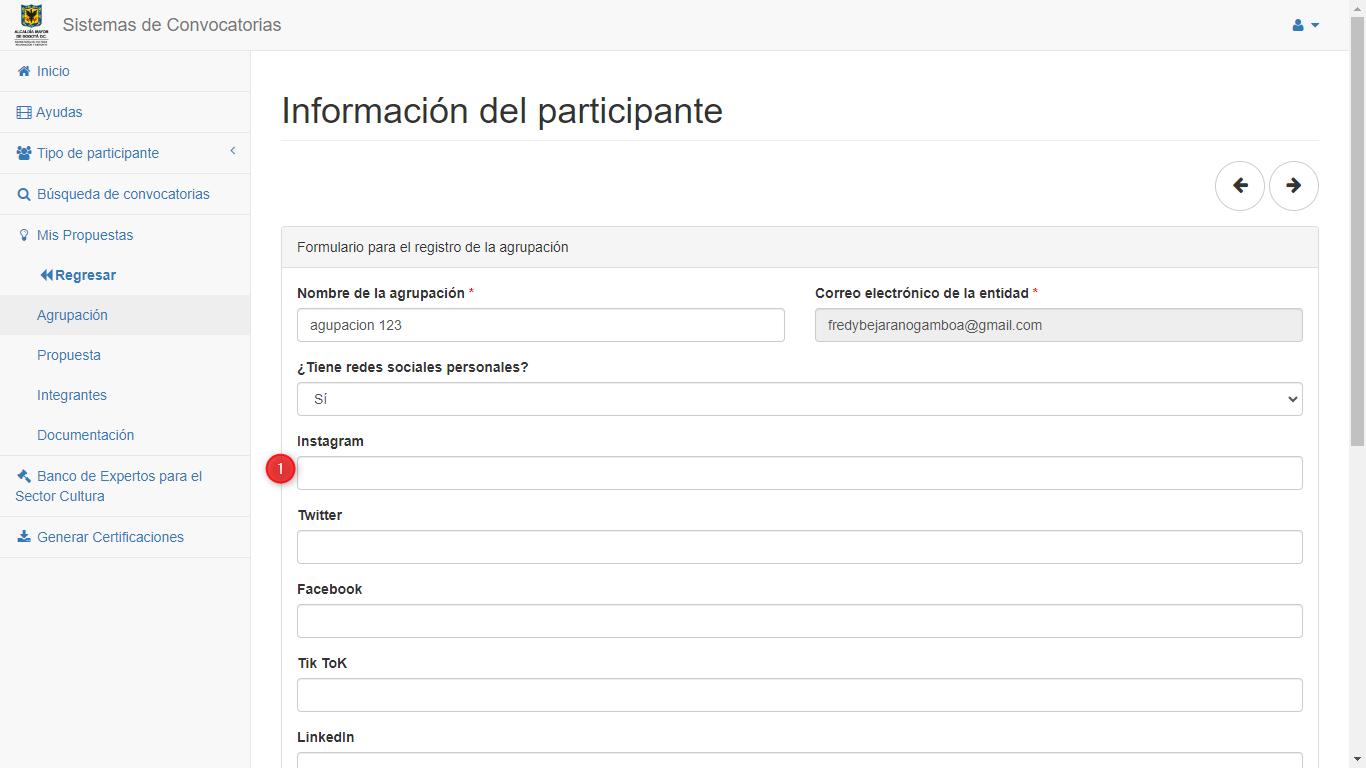 ALCALDÍA MAYOR
DE BOGOTÁ D.C.
Sistemas de Convocatorias
Inicio
Ayudas
Tipo de participante
Búsqueda de convocatorias
Mis Propuestas
Regresar
Agrupación
Propuesta
Integrantes
Documentación
Banco de Expertos para el
Sector Cultura
Generar Certificaciones
Información del participante
Formulario para el registro de la agrupación
Nombre de la agrupación * Correo electrónico de la entidad *
agupacion 123 fredybejaranogamboa@gmail.com
¿Tiene redes sociales personales?
Sí
Instagram
1
Twitter
Facebook
Tik ToK
LinkedIn